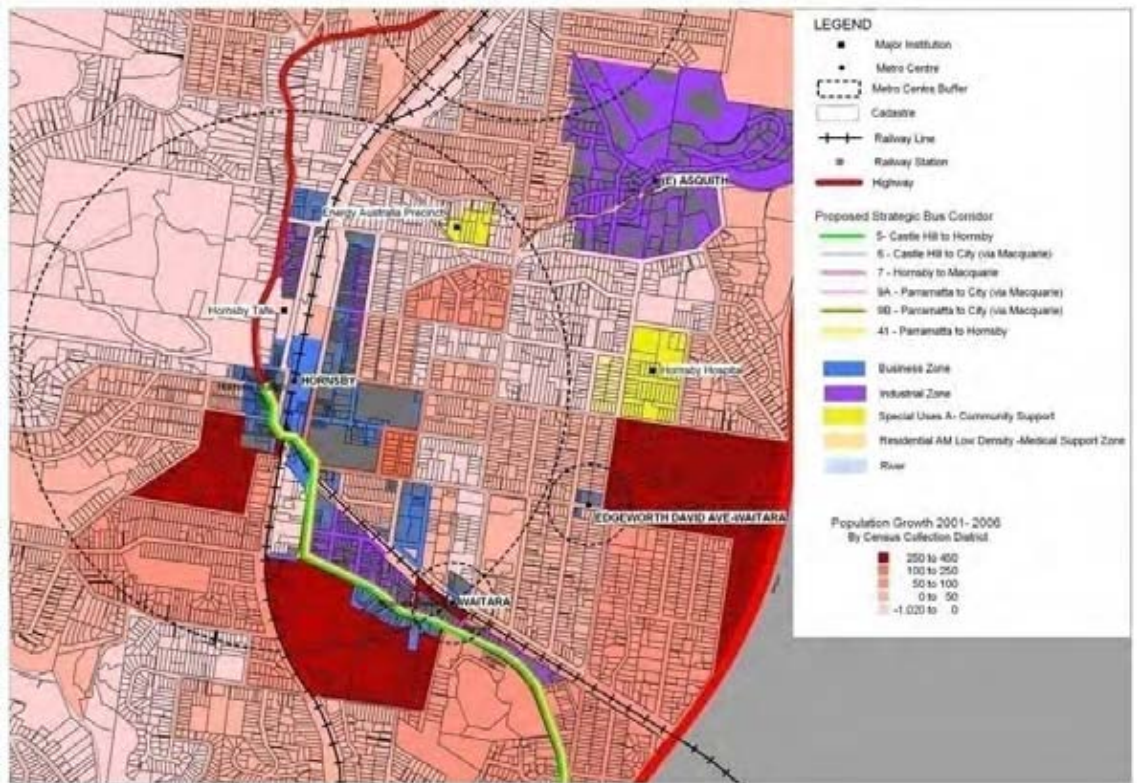 LEGEND
Major Institution
Metro Centre
Metro Centre Buffer
Cadastre
Railway Line
Railway Station
Highway
Proposed Strategic Bus Corridor
5- Castle Hill to Hornsby
6 - Castle Hill to City (via Macquarie)
7 - Hornsby to Macquarie
9A - Parramatta to City (via Macquarie)
9B - Parramatta to City (via Macquarie)
41 - Parramatta to Hornsby
Business Zone
Industrial Zone
Special Uses A- Community Support
Residential AM Low Density -Medical Support Zone
River
Population Growth 2001- 2006
By Census Collection District
250 to 450
100 to 250
50 to 100
0 to 50
-1,020 to 0
(E) ASQUITH
Energy Australia Precinct
Hornsby Tafe
HORNSBY
Hornsby Hospital
EDGEWORTH DAVID AVE-WAITARA
WAITARA